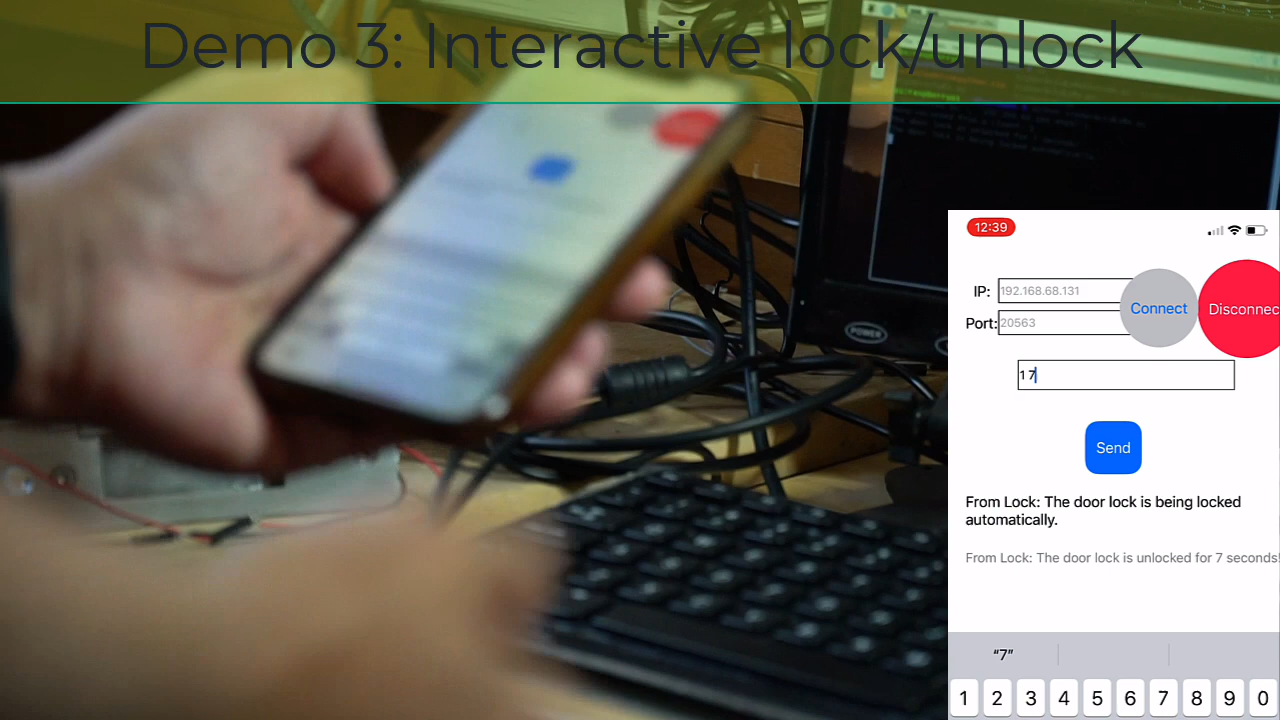 Demo 3: Interactive lock/unlock
12:39
IP: 192.168.68.131
Connect
Disconnec
Port: 20563
1 7
Send
From Lock: The door lock is being locked
automatically.
From Lock: The door lock is unlocked for 7 seconds!
“7”
1 2 3 4 5 6 7 8 9 0
POWER